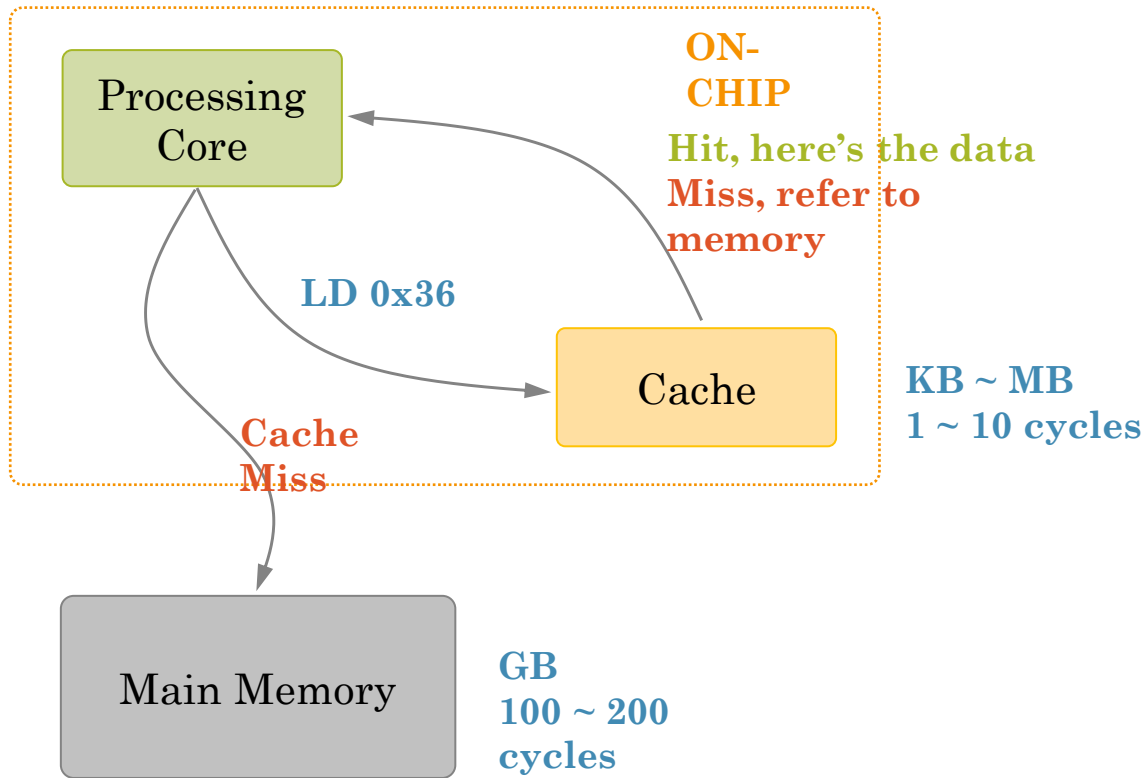 Processing
Core
ON-
CHIP
Hit, here’s the data
Miss, refer to
memory
LD 0x36
Cache
KB ~ MB
1 ~ 10 cycles
Cache
Miss
Main Memory
GB
100 ~ 200
cycles